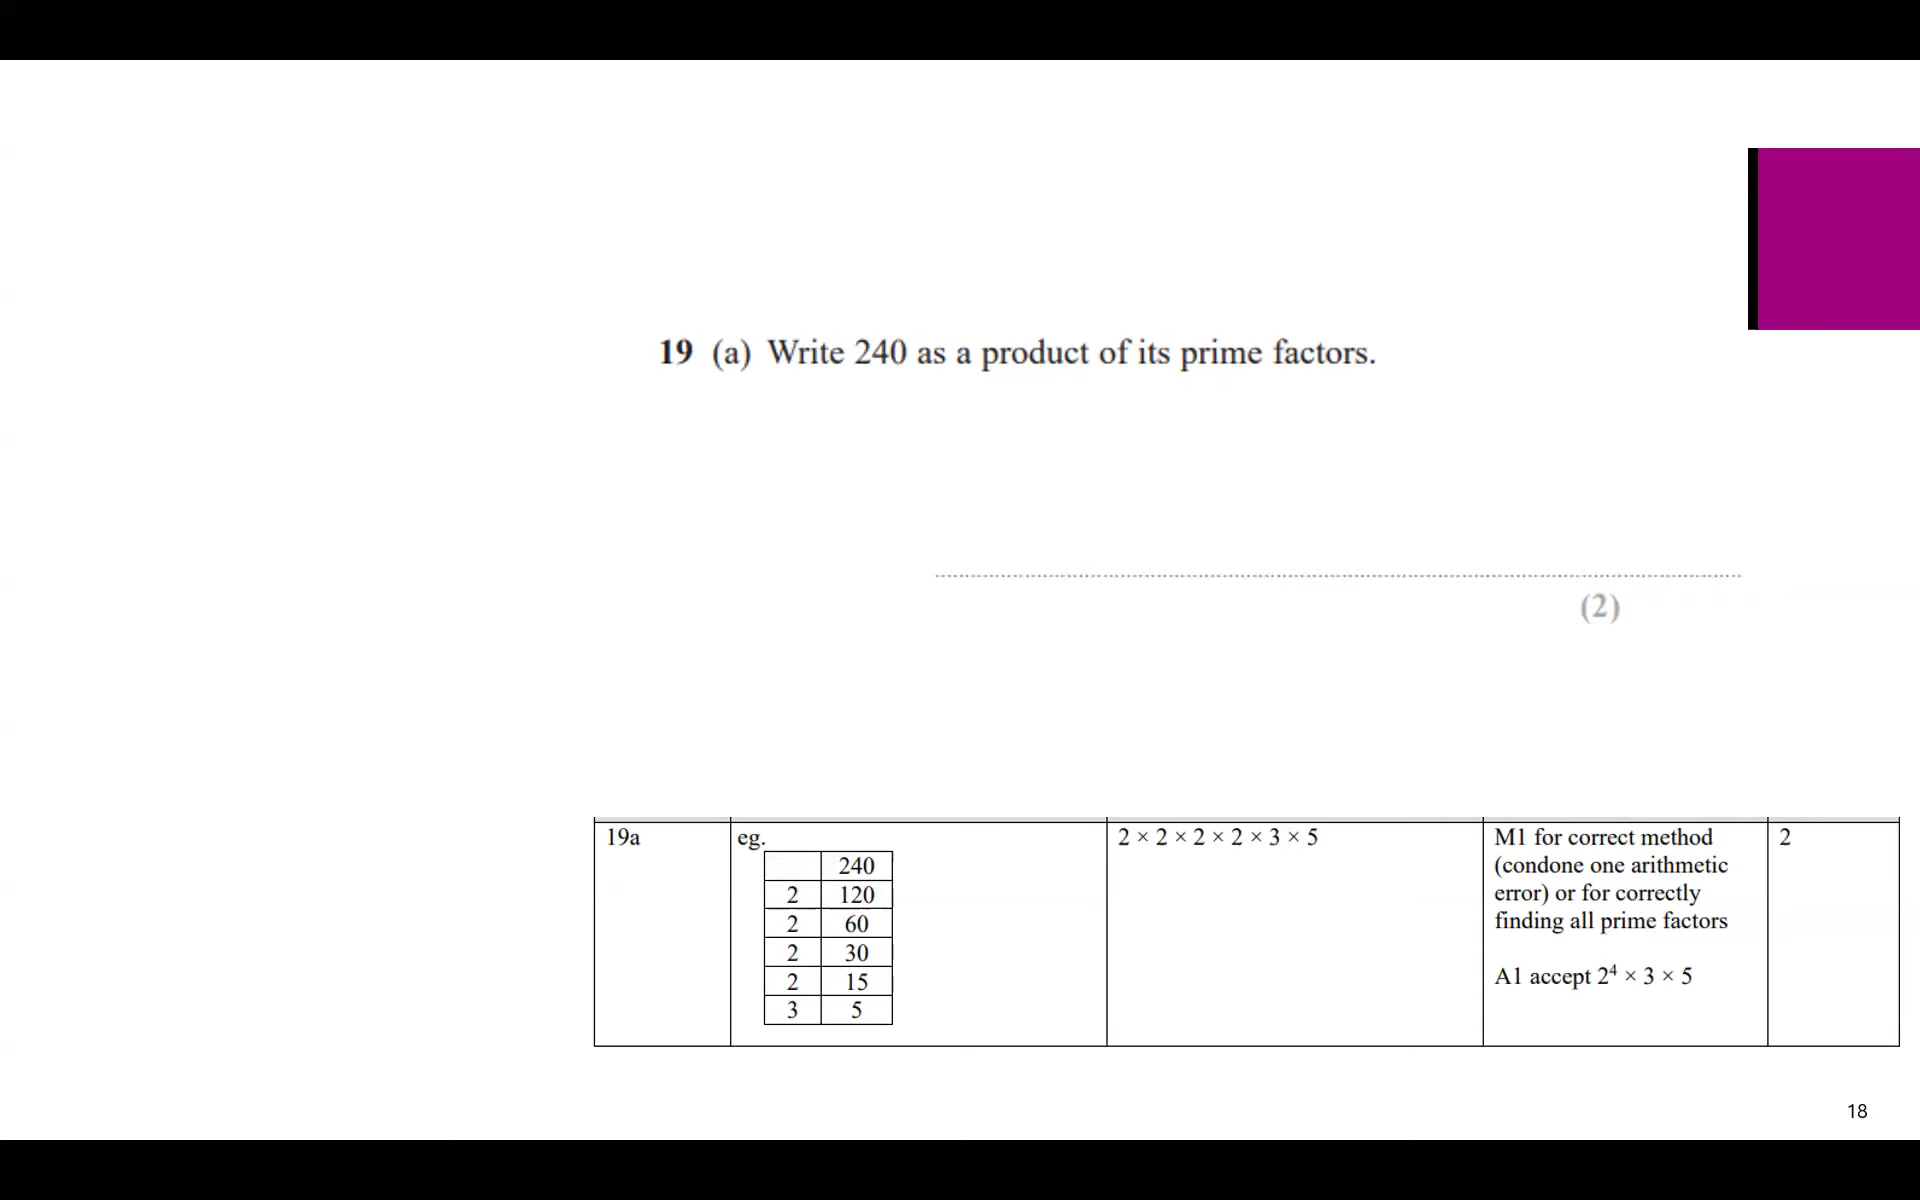 19 (a) Write 240 as a product of its prime factors.
(2)
19a
eg.
240
2 120
2 60
2 30
2 15
3 5
2 × 2 × 2 × 2 × 3 × 5
M1 for correct method
(condone one arithmetic
error) or for correctly
finding all prime factors
A1 accept 2⁴ × 3 × 5
2
18